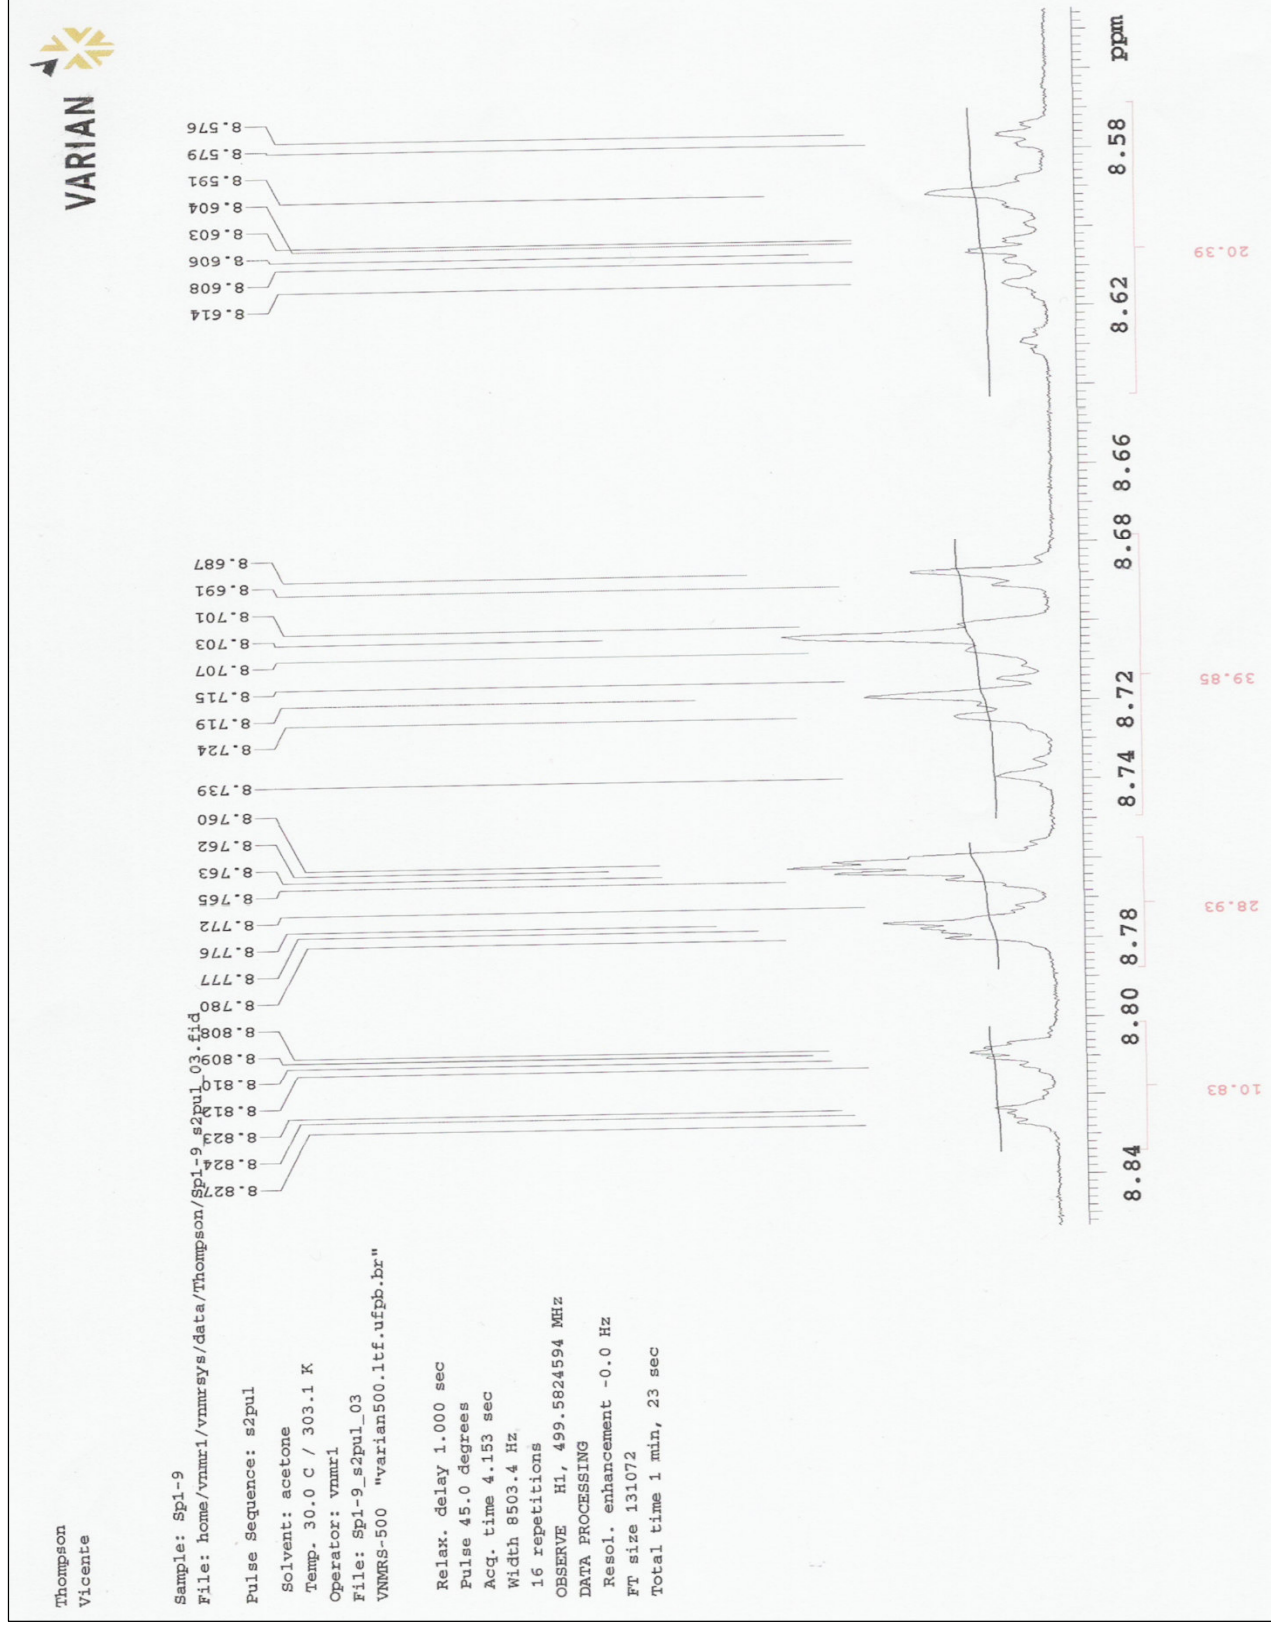 Thompson
Vicente
VARIAN
Sample: Sp1-9
File: home/vnmr1/vnmrsys/data/Thompson/Sp1-9_s2pul_03.fid
Pulse Sequence: s2pul
Solvent: acetone
Temp. 30.0 C / 303.1 K
Operator: vnmr1
File: Sp1-9_s2pul_03
VNMRS-500 "varian500.ltf.ufpb.br"
Relax. delay 1.000 sec
Pulse 45.0 degrees
Acq. time 4.153 sec
Width 8503.4 Hz
16 repetitions
OBSERVE H1, 499.5824594 MHz
DATA PROCESSING
Resol. enhancement -0.0 Hz
FT size 131072
Total time 1 min, 23 sec
8.827
8.824
8.823
8.812
8.810
8.809
8.808
8.780
8.777
8.776
8.772
8.765
8.763
8.762
8.760
8.739
8.724
8.719
8.715
8.707
8.703
8.701
8.691
8.687
8.614
8.608
8.606
8.603
8.604
8.591
8.579
8.576
8.84 8.80 8.78 8.74 8.72 8.68 8.66 8.62 8.58 ppm
10.83 28.93 39.85 20.39